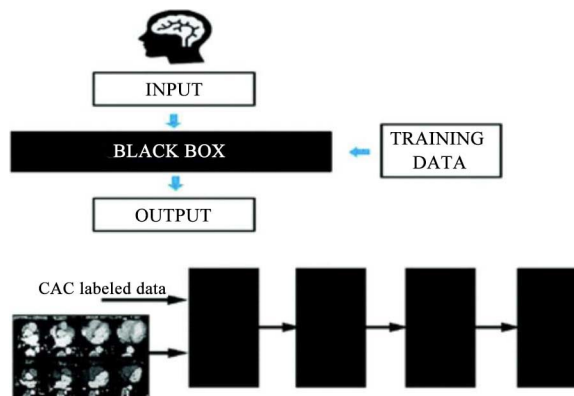 INPUT
BLACK BOX
TRAINING
DATA
OUTPUT
CAC labeled data